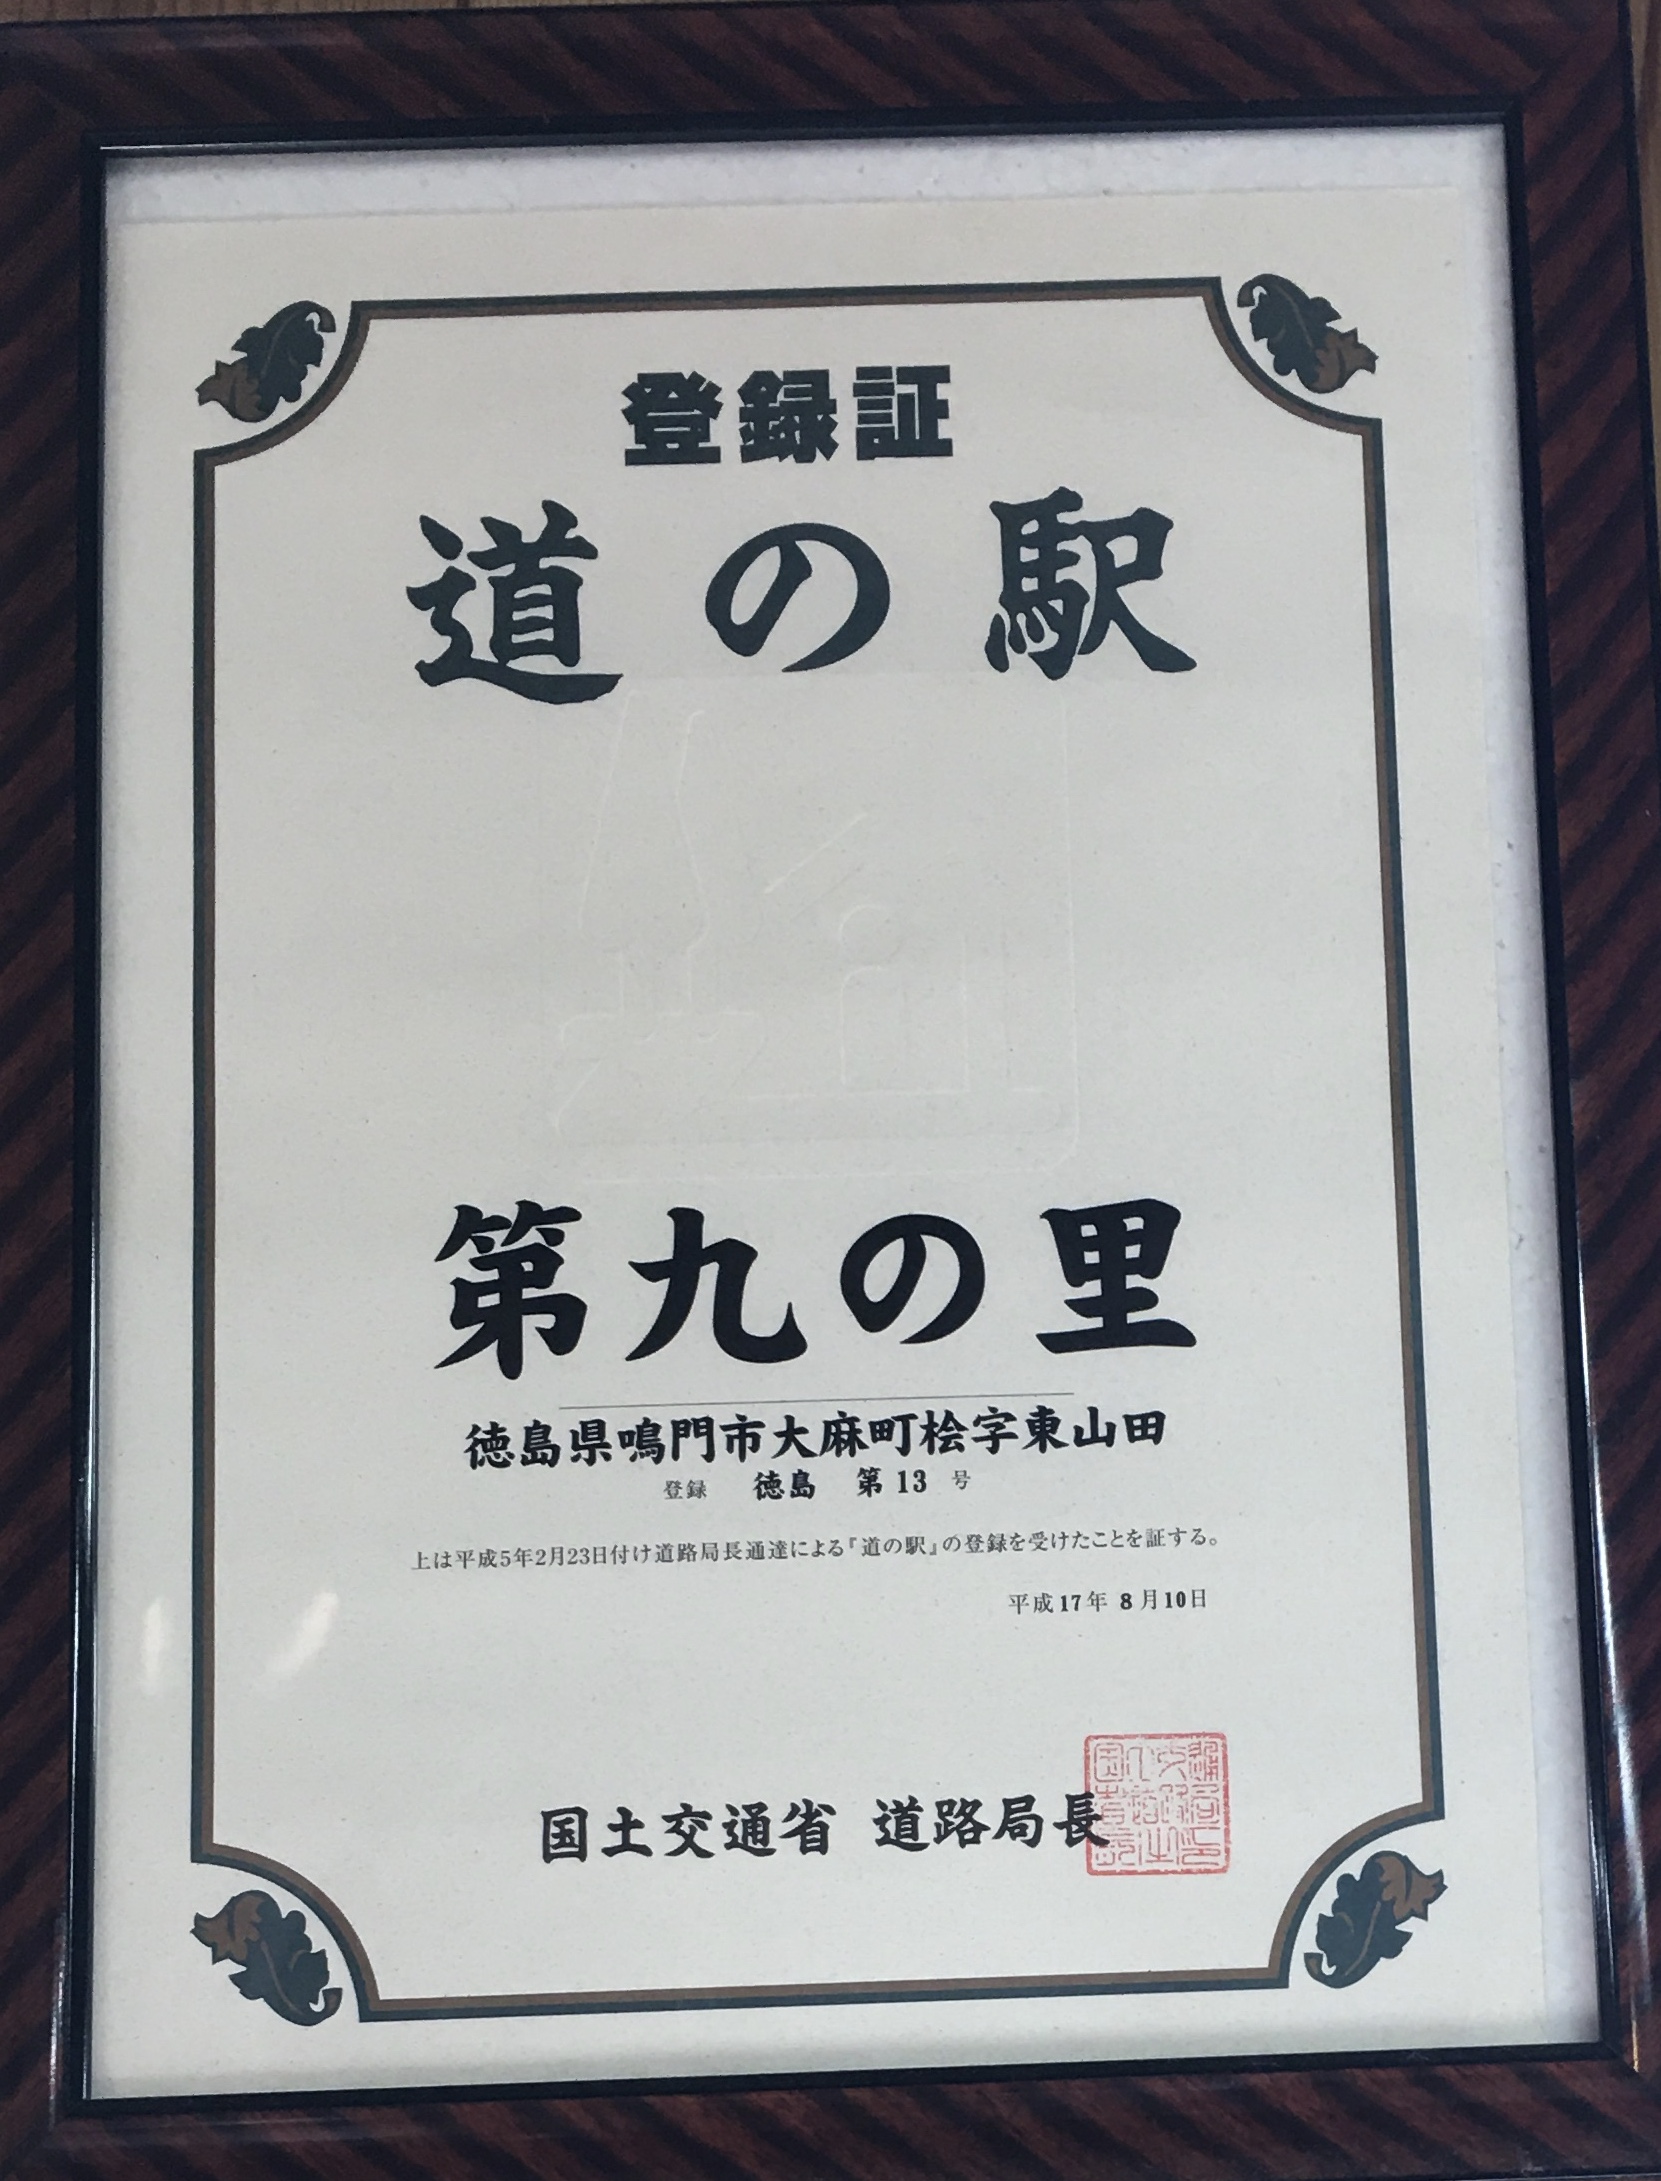 登録証
道の駅
第九の里
徳島県鳴門市大麻町桧字東山田
登録 徳島 第13 号
上は平成5年2月23日付け道路局長通達による『道の駅』の登録を受けたことを証する。
平成17年 8月10日
国土交通省 道路局長